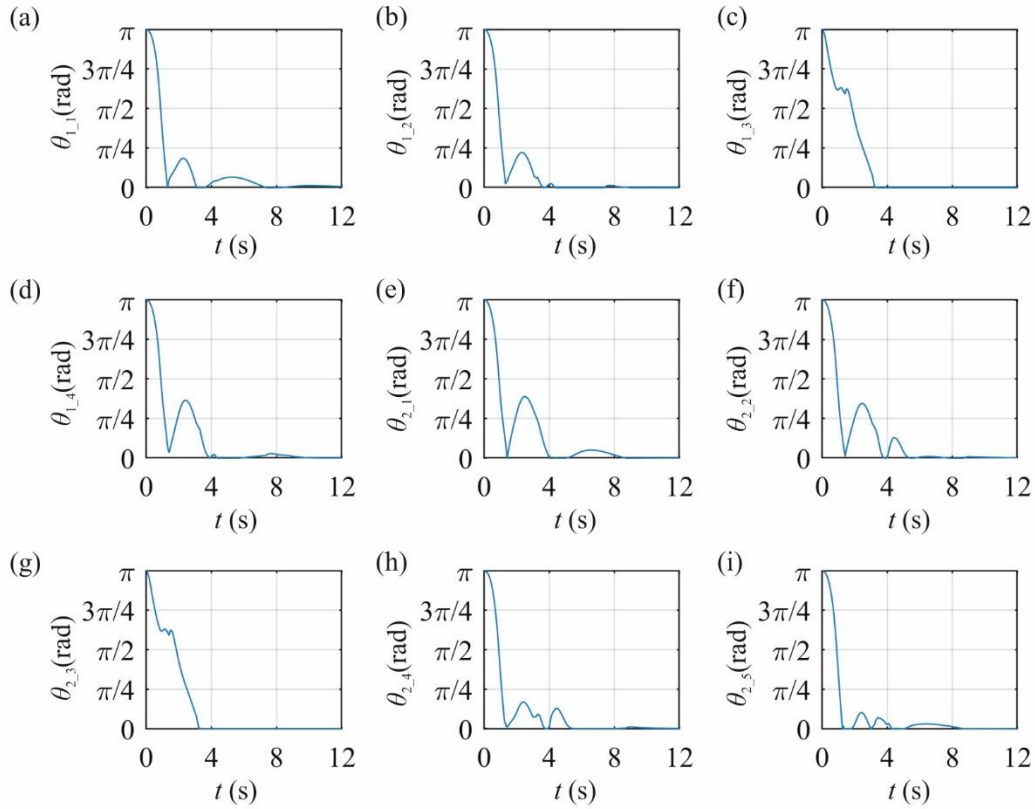 (a)
(b)
(c)
π
3π/4
π/2
π/4
0
θ1_1(rad)
0 4 8 12
t (s)
π
3π/4
π/2
π/4
0
θ1_2(rad)
0 4 8 12
t (s)
π
3π/4
π/2
π/4
0
θ1_3(rad)
0 4 8 12
t (s)
(d)
(e)
(f)
π
3π/4
π/2
π/4
0
θ1_4(rad)
0 4 8 12
t (s)
π
3π/4
π/2
π/4
0
θ2_1(rad)
0 4 8 12
t (s)
π
3π/4
π/2
π/4
0
θ2_2(rad)
0 4 8 12
t (s)
(g)
(h)
(i)
π
3π/4
π/2
π/4
0
θ2_3(rad)
0 4 8 12
t (s)
π
3π/4
π/2
π/4
0
θ2_4(rad)
0 4 8 12
t (s)
π
3π/4
π/2
π/4
0
θ2_5(rad)
0 4 8 12
t (s)